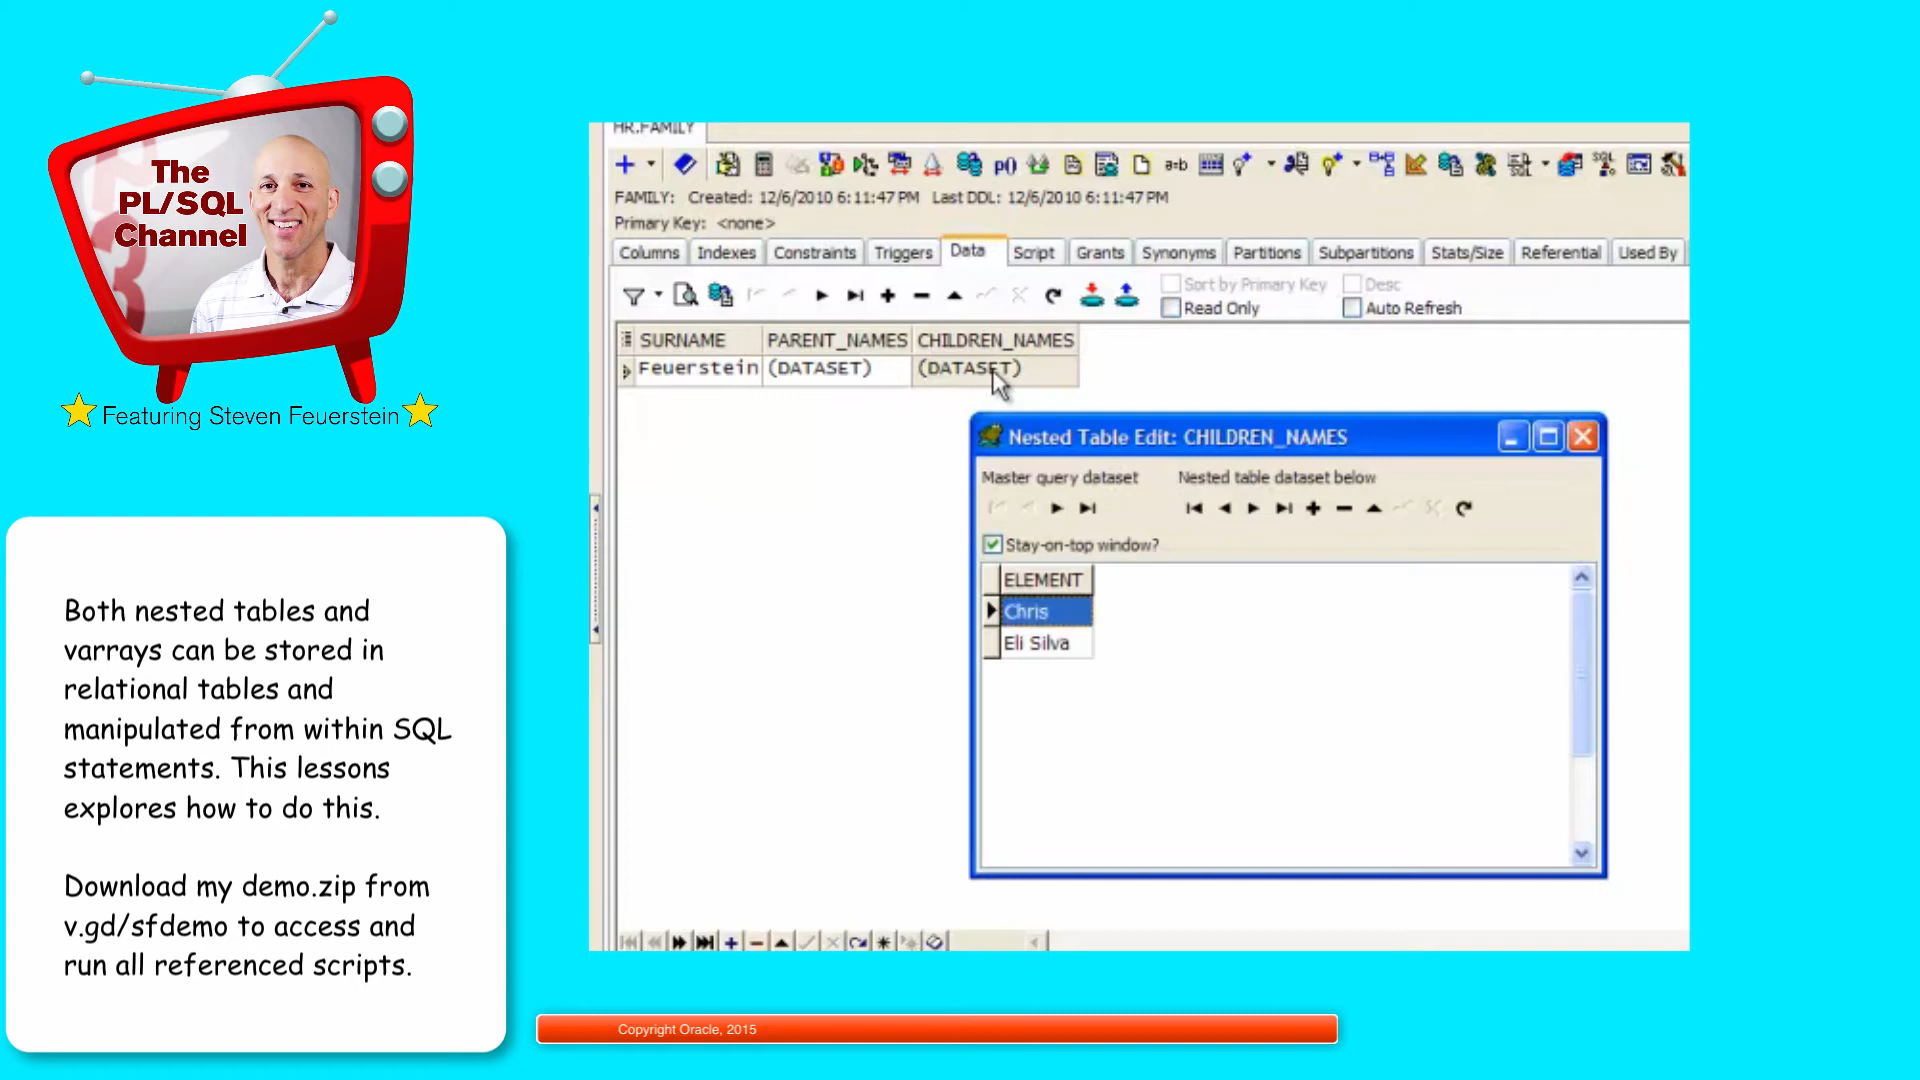 The
PL/SQL
Channel
Featuring Steven Feuerstein
Both nested tables and
varrays can be stored in
relational tables and
manipulated from within SQL
statements. This lessons
explores how to do this.
Download my demo.zip from
v.gd/sfdemo to access and
run all referenced scripts.
HR.FAMILY
p()
a=b
SQL
FAMILY: Created: 12/6/2010 6:11:47 PM Last DDL: 12/6/2010 6:11:47 PM
Primary Key: <none>
Columns Indexes Constraints Triggers Data Script Grants Synonyms Partitions Subpartitions Stats/Size Referential Used By
Sort by Primary Key Desc
Read Only Auto Refresh
SURNAME PARENT_NAMES CHILDREN_NAMES
Feuerstein (DATASET) (DATASET)
Nested Table Edit: CHILDREN_NAMES
Master query dataset Nested table dataset below
Stay-on-top window?
ELEMENT
Chris
Eli Silva
Copyright Oracle, 2015